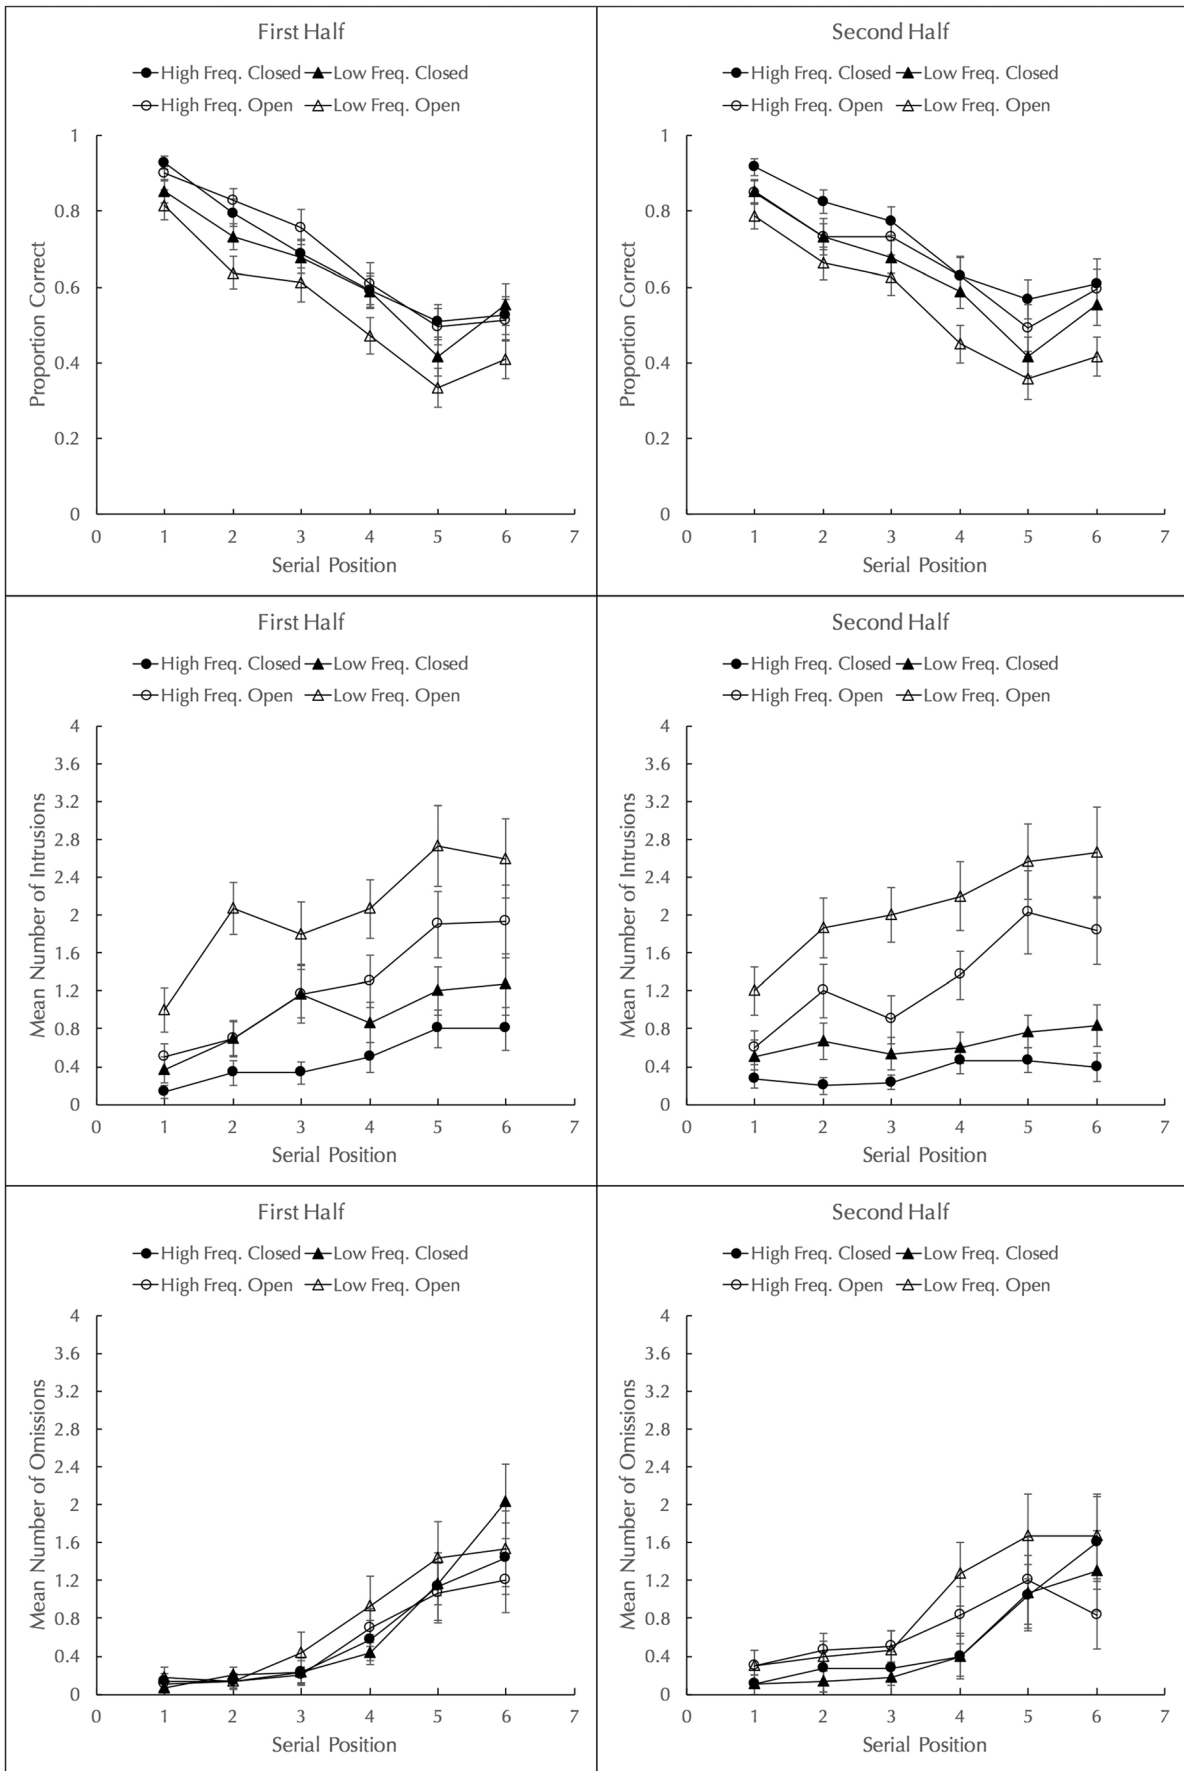 First Half
High Freq. Closed Low Freq. Closed
High Freq. Open Low Freq. Open
1
0.8
0.6
0.4
0.2
0
Proportion Correct
0 1 2 3 4 5 6 7
Serial Position
Second Half
High Freq. Closed Low Freq. Closed
High Freq. Open Low Freq. Open
1
0.8
0.6
0.4
0.2
0
Proportion Correct
0 1 2 3 4 5 6 7
Serial Position
First Half
High Freq. Closed Low Freq. Closed
High Freq. Open Low Freq. Open
4
3.6
3.2
2.8
2.4
2
1.6
1.2
0.8
0.4
0
Mean Number of Intrusions
0 1 2 3 4 5 6 7
Serial Position
Second Half
High Freq. Closed Low Freq. Closed
High Freq. Open Low Freq. Open
4
3.6
3.2
2.8
2.4
2
1.6
1.2
0.8
0.4
0
Mean Number of Intrusions
0 1 2 3 4 5 6 7
Serial Position
First Half
High Freq. Closed Low Freq. Closed
High Freq. Open Low Freq. Open
4
3.6
3.2
2.8
2.4
2
1.6
1.2
0.8
0.4
0
Mean Number of Omissions
0 1 2 3 4 5 6 7
Serial Position
Second Half
High Freq. Closed Low Freq. Closed
High Freq. Open Low Freq. Open
4
3.6
3.2
2.8
2.4
2
1.6
1.2
0.8
0.4
0
Mean Number of Omissions
0 1 2 3 4 5 6 7
Serial Position